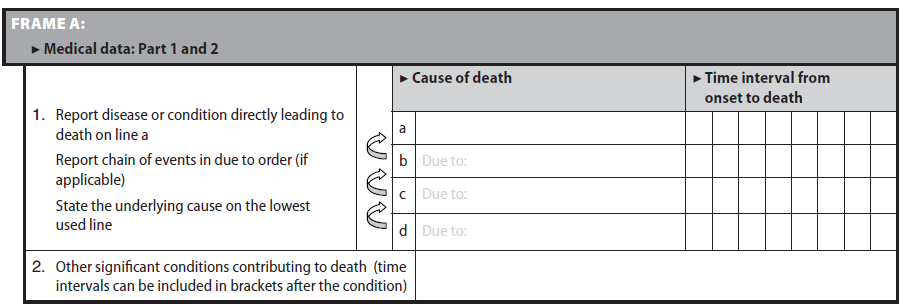 FRAME A:
▸ Medical data: Part 1 and 2
▸ Cause of death
▸ Time interval from
onset to death
1. Report disease or condition directly leading to
death on line a
Report chain of events in due to order (if
applicable)
State the underlying cause on the lowest
used line
a
b Due to:
c Due to:
d Due to:
2. Other significant conditions contributing to death (time
intervals can be included in brackets after the condition)